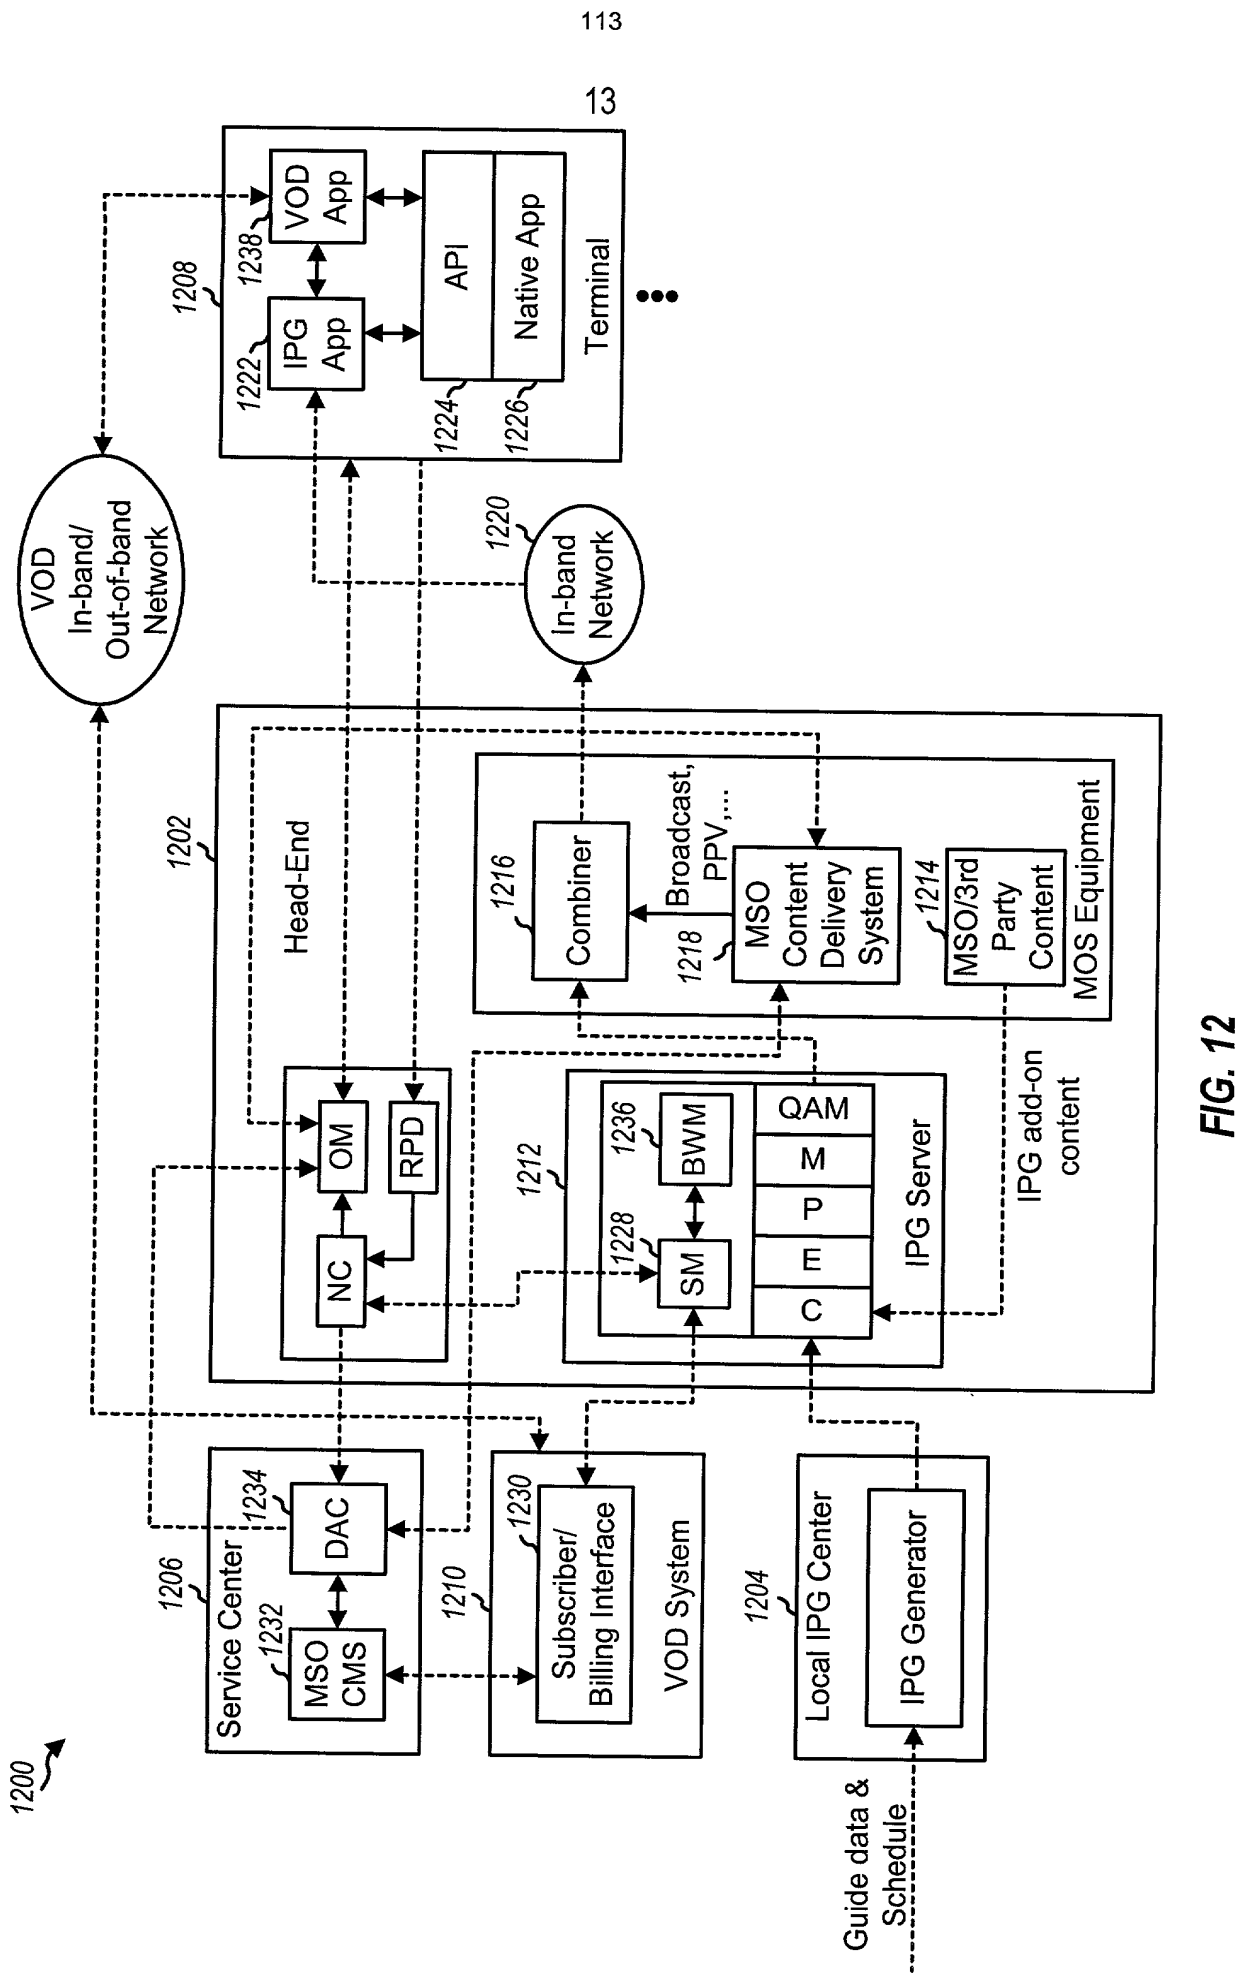 113
13
1200
VOD
In-band/
Out-of-band
Network
1206
Service Center
1232
MSO
CMS
1234
DAC
1210
1230
Subscriber/
Billing Interface
VOD System
1204
Local IPG Center
IPG Generator
Guide data &
Schedule
1202
Head-End
NC
OM
RPD
1212
1228
SM
1236
BWM
C
E
P
M
QAM
IPG Server
1216
Combiner
Broadcast,
PPV,...
1218
MSO
Content
Delivery
System
1214
MSO/3rd
Party
Content
MOS Equipment
IPG add-on
content
1220
In-band
Network
1208
1222
IPG
App
1238
VOD
App
1224
API
1226
Native App
Terminal
FIG. 12